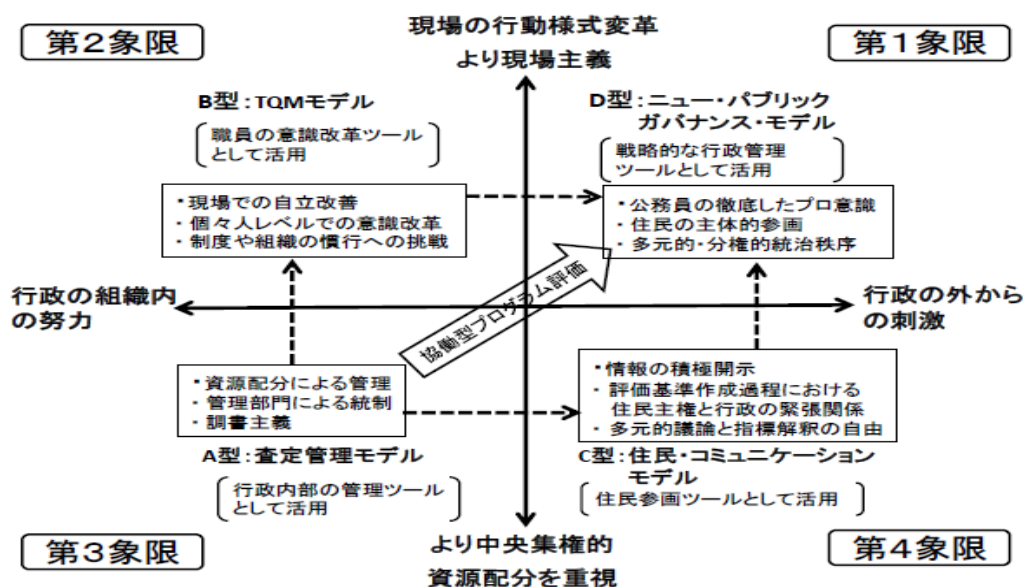 現場の行動様式変革
より現場主義
第2象限
第1象限
B型：TQMモデル
職員の意識改革ツール
として活用
D型：ニュー・パブリック
ガバナンス・モデル
戦略的な行政管理
ツールとして活用
・現場での自立改善
・個々人レベルでの意識改革
・制度や組織の慣行への挑戦
・公務員の徹底したプロ意識
・住民の主体的参画
・多元的・分権的統治秩序
行政の組織内
の努力
協働型プログラム評価
行政の外から
の刺激
・資源配分による管理
・管理部門による統制
・調書主義
・情報の積極開示
・評価基準作成過程における
住民主権と行政の緊張関係
・多元的議論と指標解釈の自由
A型：査定管理モデル
行政内部の管理ツール
として活用
C型：住民・コミュニケーション
モデル
住民参画ツールとして活用
第3象限
第4象限
より中央集権的
資源配分を重視